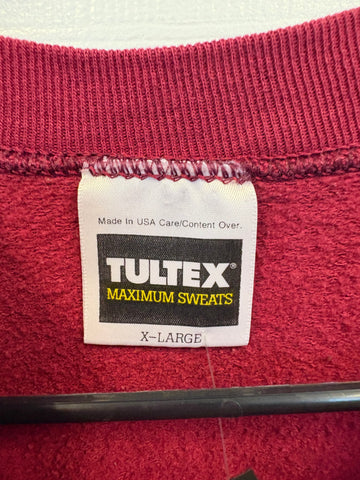 Made In USA Care/Content Over.
TULTEX®
MAXIMUM SWEATS
X-LARGE